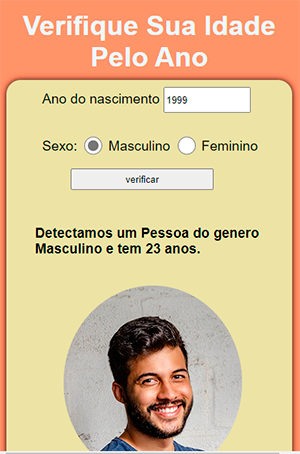 Verifique Sua Idade
Pelo Ano
Ano do nascimento 1999
Sexo: Masculino Feminino
verificar
Detectamos um Pessoa do genero
Masculino e tem 23 anos.